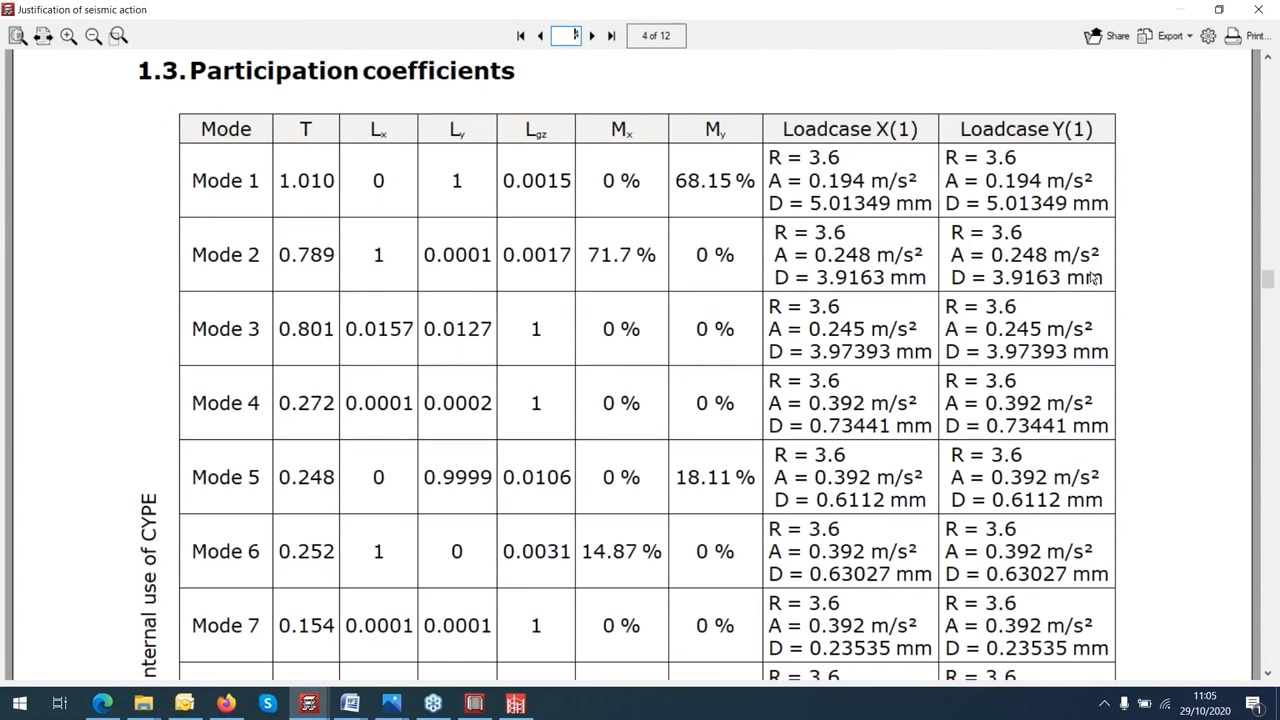 Justification of seismic action
4 of 12
Share
Export
Print...
1.3. Participation coefficients
Mode T Lx Ly Lgz Mx My Loadcase X(1) Loadcase Y(1)
Mode 1 1.010 0 1 0.0015 0 % 68.15 % R = 3.6 A = 0.194 m/s² D = 5.01349 mm R = 3.6 A = 0.194 m/s² D = 5.01349 mm
Mode 2 0.789 1 0.0001 0.0017 71.7 % 0 % R = 3.6 A = 0.248 m/s² D = 3.9163 mm R = 3.6 A = 0.248 m/s² D = 3.9163 mm
Mode 3 0.801 0.0157 0.0127 1 0 % 0 % R = 3.6 A = 0.245 m/s² D = 3.97393 mm R = 3.6 A = 0.245 m/s² D = 3.97393 mm
Mode 4 0.272 0.0001 0.0002 1 0 % 0 % R = 3.6 A = 0.392 m/s² D = 0.73441 mm R = 3.6 A = 0.392 m/s² D = 0.73441 mm
Mode 5 0.248 0 0.9999 0.0106 0 % 18.11 % R = 3.6 A = 0.392 m/s² D = 0.6112 mm R = 3.6 A = 0.392 m/s² D = 0.6112 mm
Mode 6 0.252 1 0 0.0031 14.87 % 0 % R = 3.6 A = 0.392 m/s² D = 0.63027 mm R = 3.6 A = 0.392 m/s² D = 0.63027 mm
Mode 7 0.154 0.0001 0.0001 1 0 % 0 % R = 3.6 A = 0.392 m/s² D = 0.23535 mm R = 3.6 A = 0.392 m/s² D = 0.23535 mm
R = 3.6 R = 3.6
nternal use of CYPE
11:05
29/10/2020